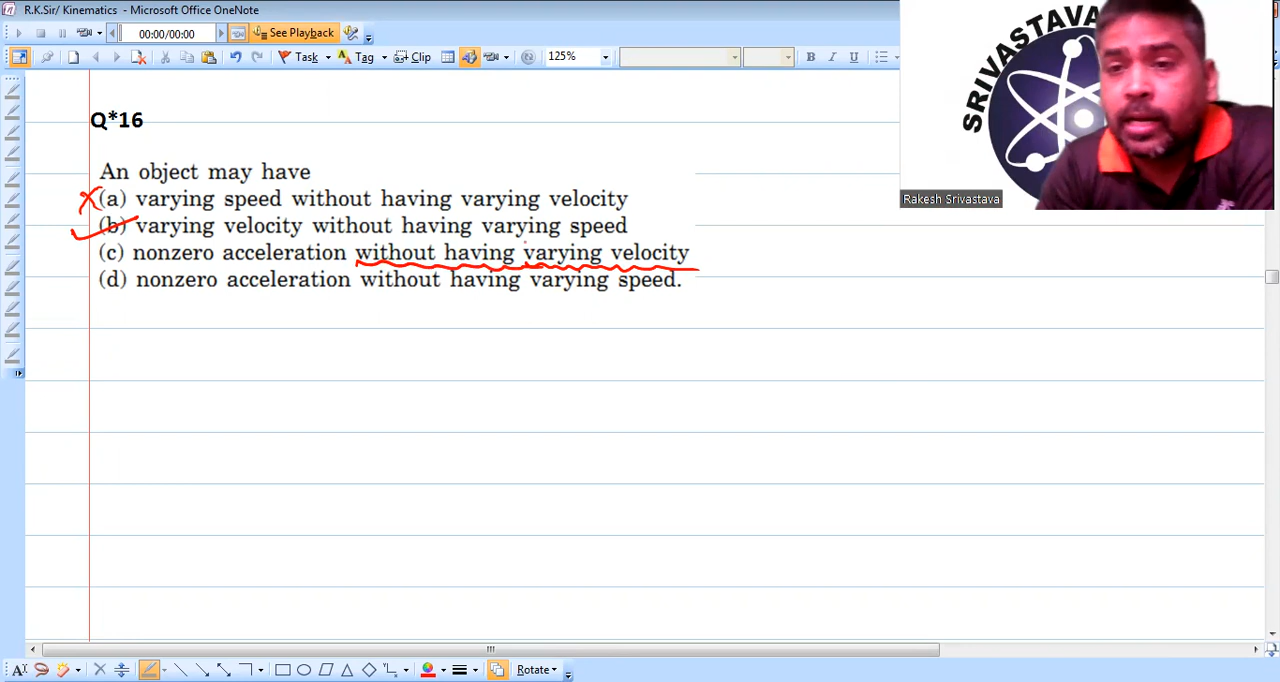 R.K.Sir/ Kinematics - Microsoft Office OneNote
00:00/00:00 See Playback
Task Tag Clip 125% B I U
SRIVASTAVA
Rakesh Srivastava
Q*16
An object may have
(a) varying speed without having varying velocity
(b) varying velocity without having varying speed
(c) nonzero acceleration without having varying velocity
(d) nonzero acceleration without having varying speed.
Rotate